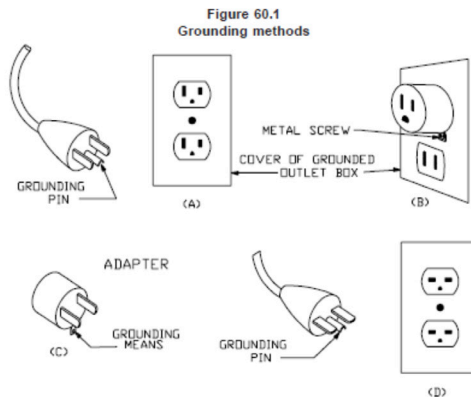 Figure 60.1
Grounding methods
METAL SCREW
COVER OF GROUNDED
OUTLET BOX
GROUNDING
PIN
(A)
(B)
ADAPTER
GROUNDING
MEANS
(C)
GROUNDING
PIN
(D)